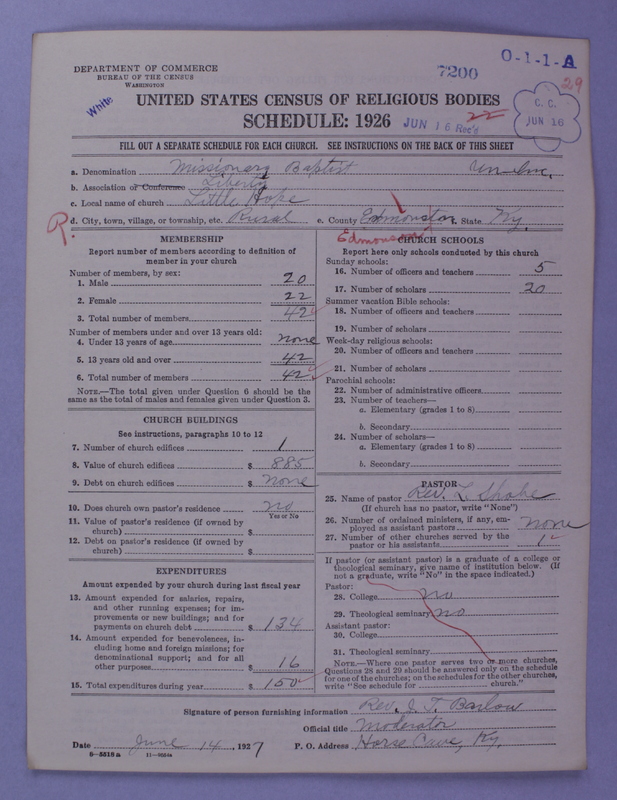 O-1-1-A
DEPARTMENT OF COMMERCE
BUREAU OF THE CENSUS
WASHINGTON
7200
29
White
C. C.
JUN 16
UNITED STATES CENSUS OF RELIGIOUS BODIES
SCHEDULE: 1926
JUN 16 Rec'd
22
FILL OUT A SEPARATE SCHEDULE FOR EACH CHURCH. SEE INSTRUCTIONS ON THE BACK OF THIS SHEET
a. Denomination Missionary Baptist
b. Association or Conference Liberty
c. Local name of church Little Hope
d. City, town, village, or township, etc. Rural e. County Edmonston f. State Ky.
R.
Edmonson
MEMBERSHIP
Report number of members according to definition of
member in your church
Number of members, by sex:
1. Male 20
2. Female 22
3. Total number of members 42
Number of members under and over 13 years old:
4. Under 13 years of age none
5. 13 years old and over 42
6. Total number of members 42
NOTE.—The total given under Question 6 should be the
same as the total of males and females given under Question 3.
CHURCH BUILDINGS
See instructions, paragraphs 10 to 12
7. Number of church edifices 1
8. Value of church edifices $ 885
9. Debt on church edifices $ none
10. Does church own pastor's residence no
Yes or No
11. Value of pastor's residence (if owned by
church) $
12. Debt on pastor's residence (if owned by
church) $
EXPENDITURES
Amount expended by your church during last fiscal year
13. Amount expended for salaries, repairs,
and other running expenses; for im-
provements or new buildings; and for
payments on church debt $ 134
14. Amount expended for benevolences, in-
cluding home and foreign missions; for
denominational support; and for all
other purposes $ 16
15. Total expenditures during year $ 150
CHURCH SCHOOLS
Report here only schools conducted by this church
Sunday schools:
16. Number of officers and teachers 5
17. Number of scholars 20
Summer vacation Bible schools:
18. Number of officers and teachers
19. Number of scholars
Week-day religious schools:
20. Number of officers and teachers
21. Number of scholars
Parochial schools:
22. Number of administrative officers
23. Number of teachers—
a. Elementary (grades 1 to 8)
b. Secondary
24. Number of scholars—
a. Elementary (grades 1 to 8)
b. Secondary
PASTOR
25. Name of pastor Rev. L.
(If church has no pastor, write "None")
26. Number of ordained ministers, if any, em-
ployed as assistant pastors none
27. Number of other churches served by the
pastor or his assistants 1
If pastor (or assistant pastor) is a graduate of a college or
theological seminary, give name of institution below. (If
not a graduate, write "No" in the space indicated.)
Pastor:
28. College no
29. Theological seminary no
Assistant pastor:
30. College
31. Theological seminary
NOTE.—Where one pastor serves two or more churches,
Questions 28 and 29 should be answered only on the schedule
for one of the churches; on the schedules for the other churches,
write "See schedule for church."
Signature of person furnishing information Rev. J. T. Barlow
Official title Moderator
Date June 14, 1927 P. O. Address Horse Cave, Ky.
8-5518a 11-9054a